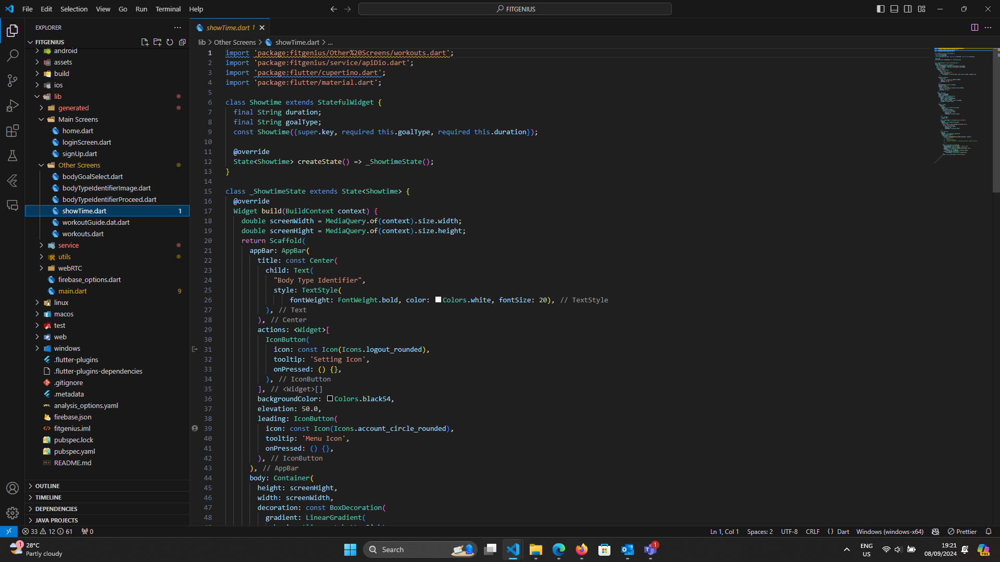 File Edit Selection View Go Run Terminal Help
FITGENIUS
EXPLORER
FITGENIUS
android
assets
build
ios
lib
generated
Main Screens
home.dart
loginScreen.dart
signUp.dart
Other Screens
bodyGoalSelect.dart
bodyTypeIdentifierImage.dart
bodyTypeIdentifierProceed.dart
showTime.dart 1
workoutGuide.dat.dart
workouts.dart
service
utils
webRTC
firebase_options.dart
main.dart 9
linux
macos
test
web
windows
.flutter-plugins
.flutter-plugins-dependencies
.gitignore
.metadata
analysis_options.yaml
firebase.json
fitgenius.iml
pubspec.lock
pubspec.yaml
README.md
OUTLINE
TIMELINE
DEPENDENCIES
JAVA PROJECTS
showTime.dart 1
lib > Other Screens > showTime.dart > ...
1 import 'package:fitgenius/Other%20Screens/workouts.dart';
2 import 'package:fitgenius/service/apiDio.dart';
3 import 'package:flutter/cupertino.dart';
4 import 'package:flutter/material.dart';
5
6 class Showtime extends StatefulWidget {
7 final String duration;
8 final String goalType;
9 const Showtime({super.key, required this.goalType, required this.duration});
10
11 @override
12 State<Showtime> createState() => _ShowtimeState();
13 }
14
15 class _ShowtimeState extends State<Showtime> {
16 @override
17 Widget build(BuildContext context) {
18 double screenWidth = MediaQuery.of(context).size.width;
19 double screenHight = MediaQuery.of(context).size.height;
20 return Scaffold(
21 appBar: AppBar(
22 title: const Center(
23 child: Text(
24 "Body Type Identifier",
25 style: TextStyle(
26 fontWeight: FontWeight.bold, color: Colors.white, fontSize: 20), // TextStyle
27 ), // Text
28 ), // Center
29 actions: <Widget>[
30 IconButton(
31 icon: const Icon(Icons.logout_rounded),
32 tooltip: 'Setting Icon',
33 onPressed: () {},
34 ), // IconButton
35 ], // <Widget>[]
36 backgroundColor: Colors.black54,
37 elevation: 50.0,
38 leading: IconButton(
39 icon: const Icon(Icons.account_circle_rounded),
40 tooltip: 'Menu Icon',
41 onPressed: () {},
42 ), // IconButton
43 ), // AppBar
44 body: Container(
45 height: screenHight,
46 width: screenWidth,
47 decoration: const BoxDecoration(
48 gradient: LinearGradient(
33 12 61 0
Ln 1, Col 1 Spaces: 2 UTF-8 CRLF {} Dart Windows (windows-x64) Prettier
1
28°C
Partly cloudy
Search
1
ENG
US
19:21
08/09/2024
PRE